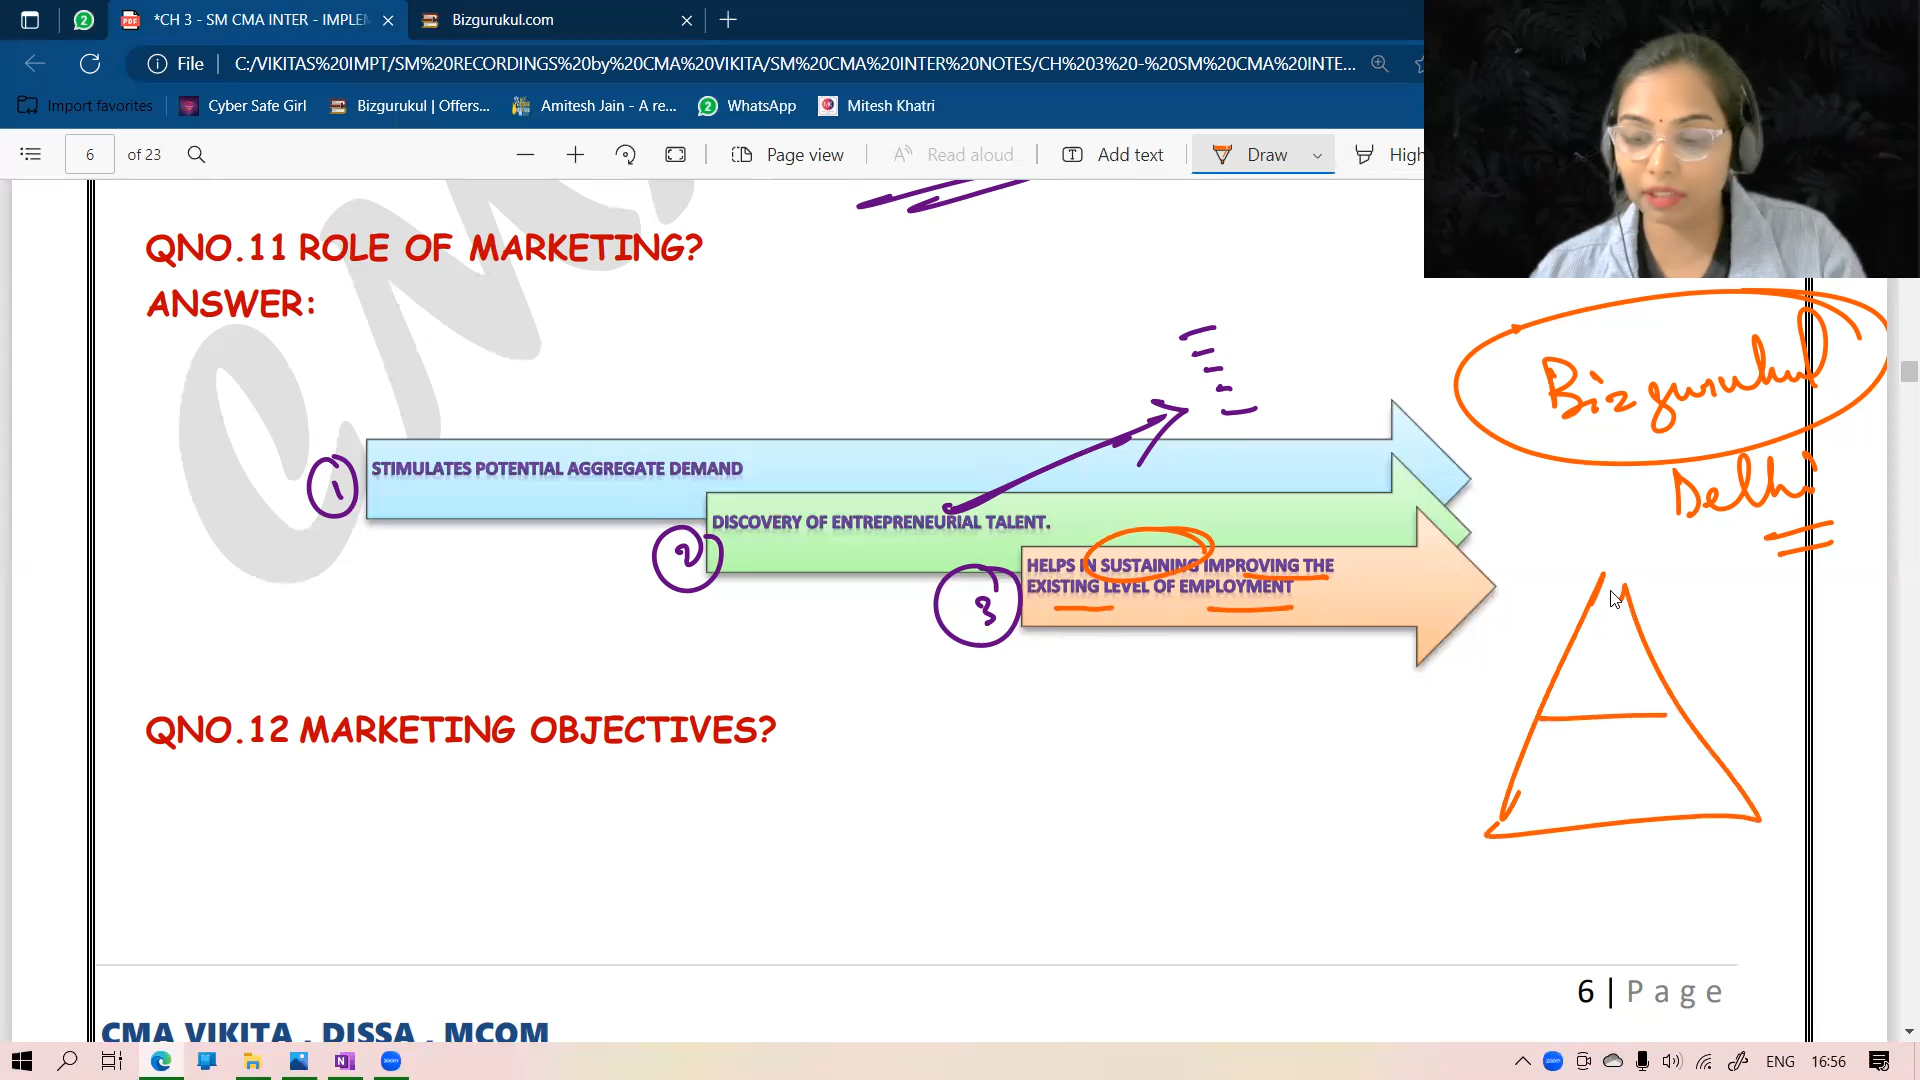 *CH 3 - SM CMA INTER - IMPLEM
Bizgurukul.com
File
C:/VIKITAS%20IMPT/SM%20RECORDINGS%20by%20CMA%20VIKITA/SM%20CMA%20INTER%20NOTES/CH%203%20-%20SM%20CMA%20INTE...
Import favorites
Cyber Safe Girl
Bizgurukul | Offers...
Amitesh Jain - A re...
WhatsApp
Mitesh Khatri
6 of 23
Page view
Read aloud
Add text
Draw
High
QNO.11 ROLE OF MARKETING?
ANSWER:
Bizgurukul
Delhi
1
STIMULATES POTENTIAL AGGREGATE DEMAND
2
DISCOVERY OF ENTREPRENEURIAL TALENT.
3
HELPS IN SUSTAINING IMPROVING THE
EXISTING LEVEL OF EMPLOYMENT
QNO.12 MARKETING OBJECTIVES?
6 | Page
CMA VIKITA , DISSA , MCOM
ENG
16:56